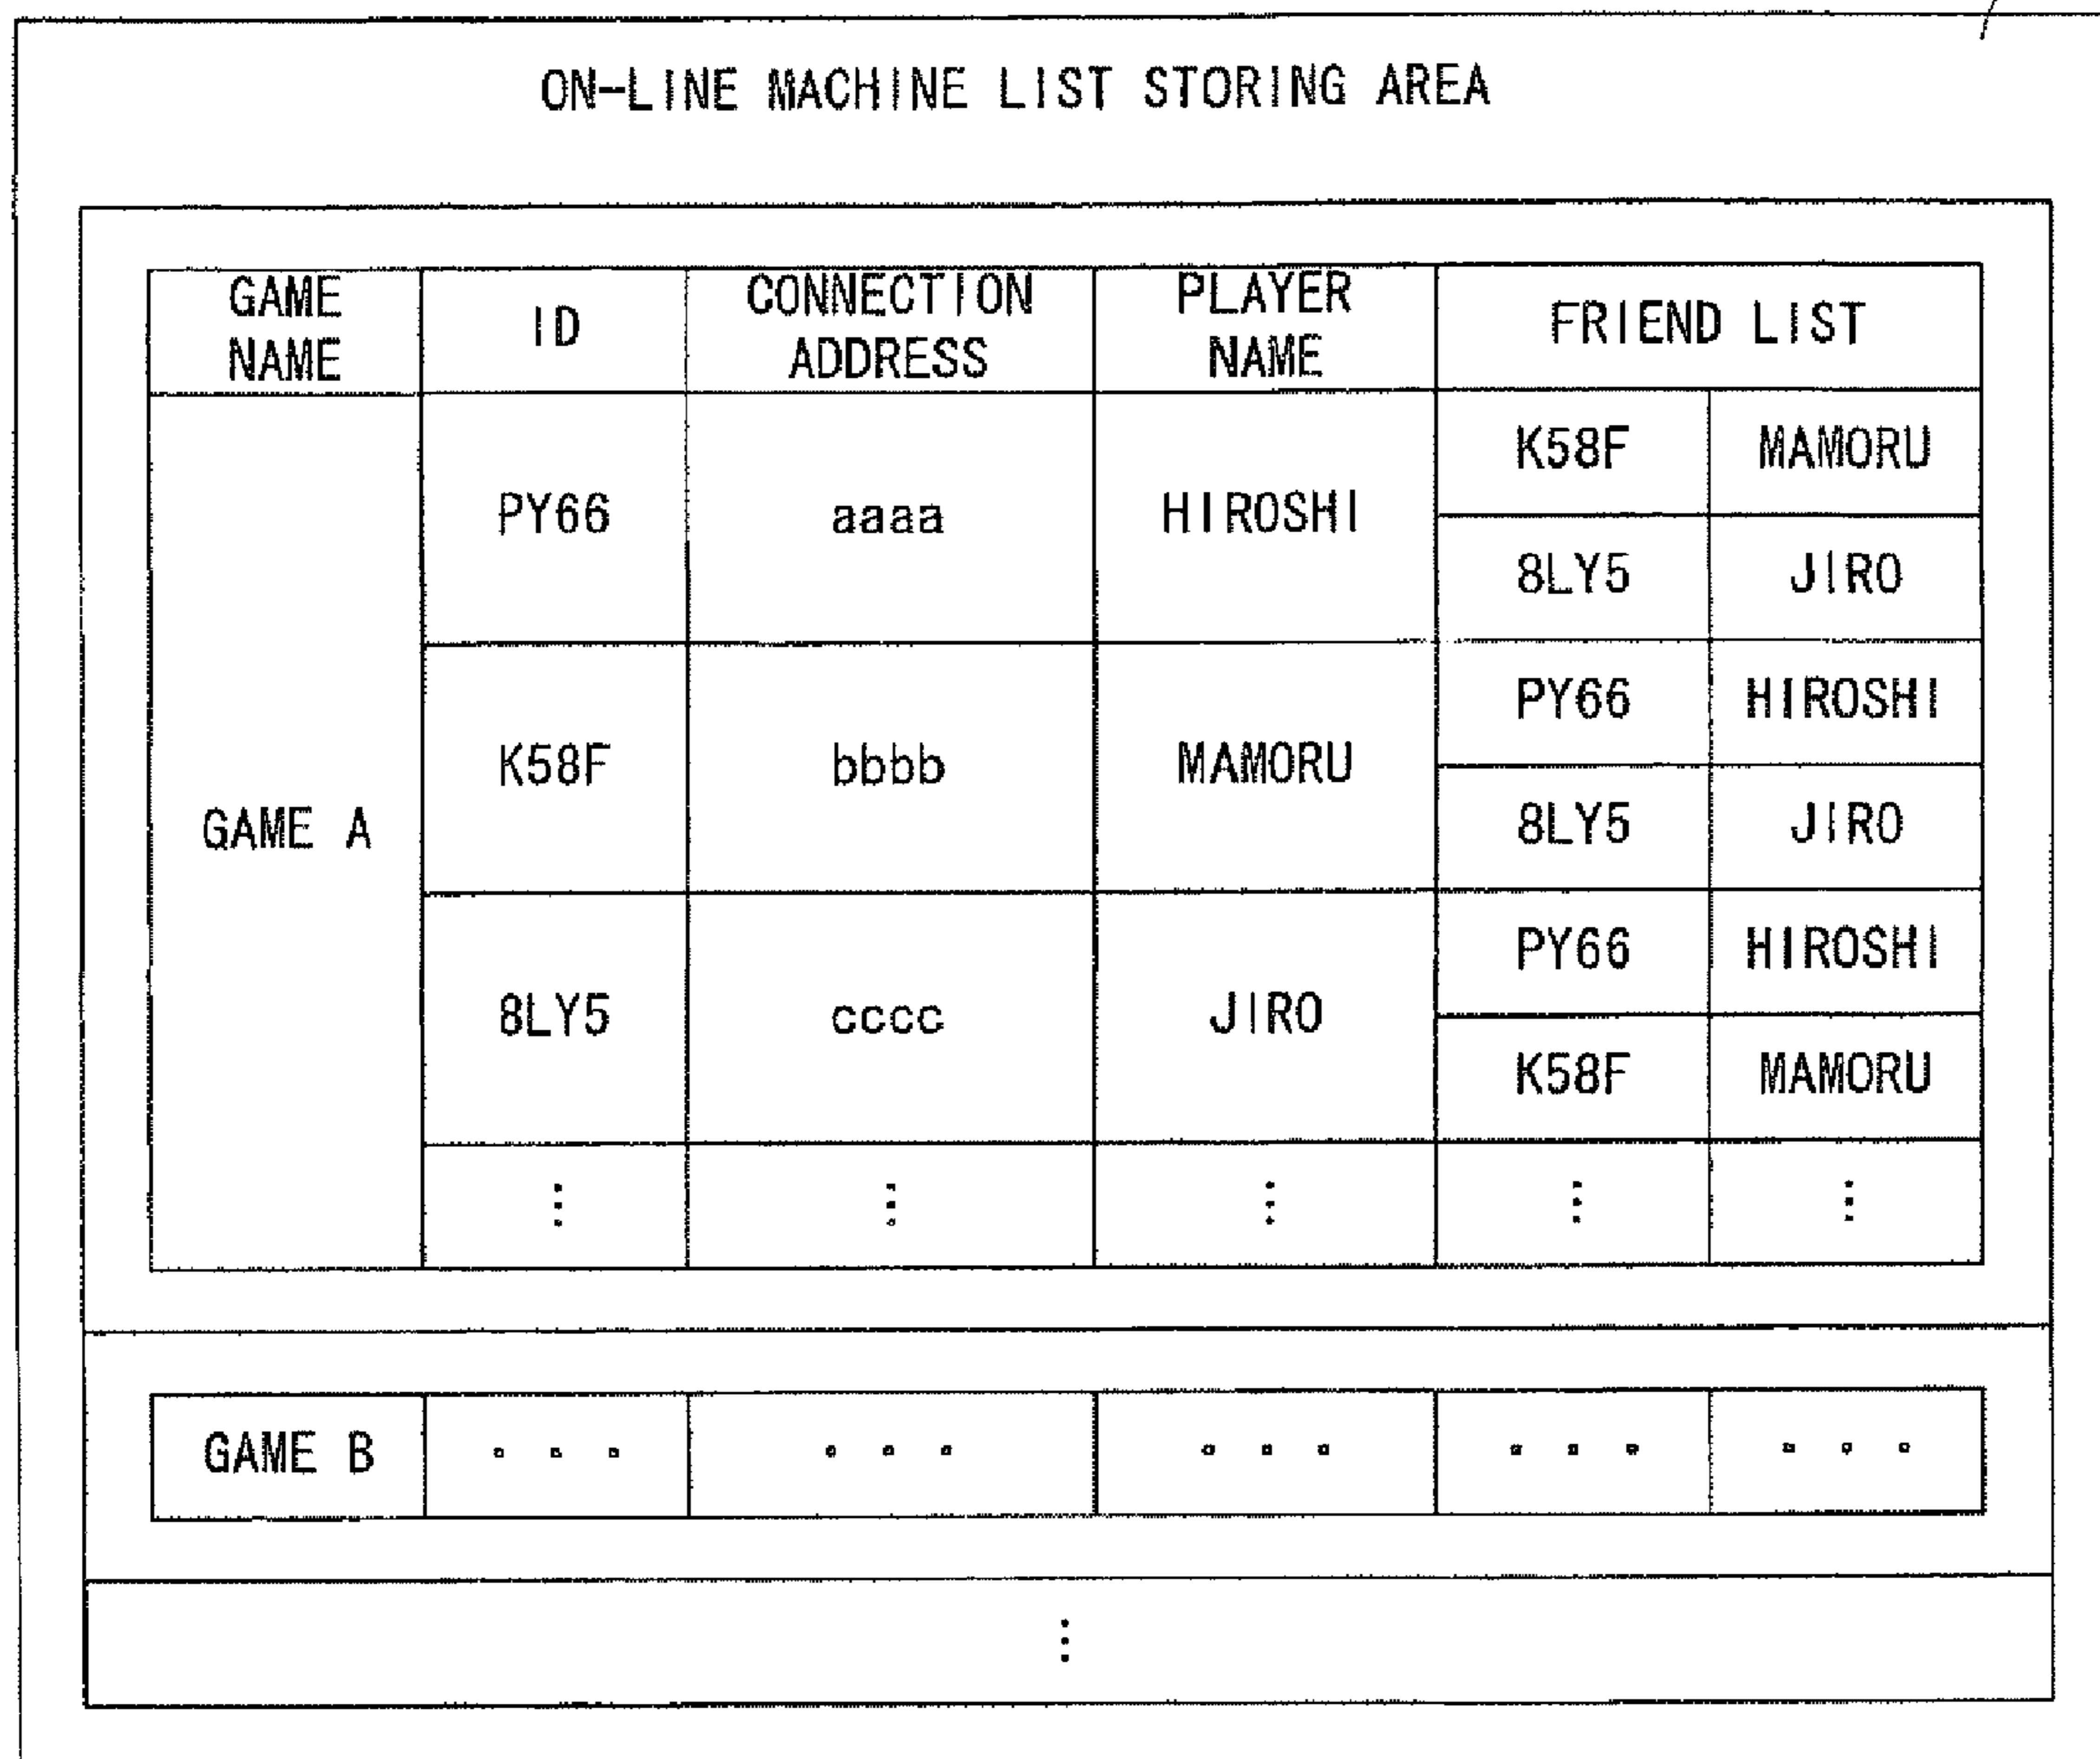 ON-LINE MACHINE LIST STORING AREA
GAME NAME ID CONNECTION ADDRESS PLAYER NAME FRIEND LIST
GAME A PY66 aaaa HIROSHI K58F MAMORU
8LY5 JIRO
K58F bbbb MAMORU PY66 HIROSHI
8LY5 JIRO
8LY5 cccc JIRO PY66 HIROSHI
K58F MAMORU
⋮ ⋮ ⋮ ⋮ ⋮
GAME B ・・・ ・・・ ・・・ ・・・ ・・・
⋮